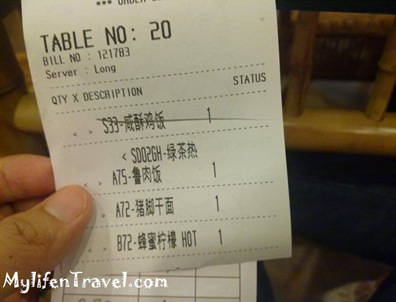 TABLE NO: 20
BILL NO : 121783
Server : Long
QTY X DESCRIPTION STATUS
< > S33-咸酥鸡饭 1
< SD02GH-绿茶热
< > A75-鲁肉饭 1
< > A72-猪脚干面 1
< > B72-蜂蜜柠檬 HOT 1
MylifenTravel.com